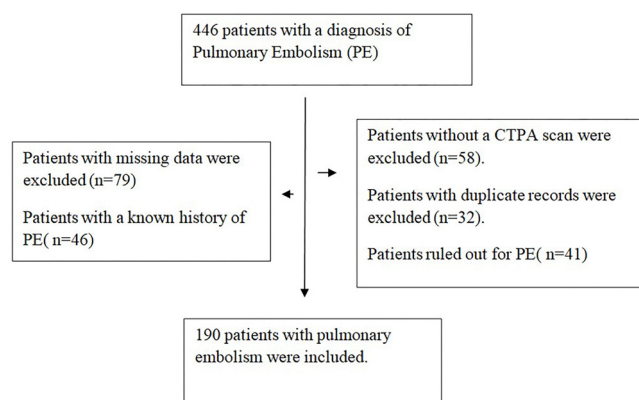 446 patients with a diagnosis of
Pulmonary Embolism (PE)
Patients with missing data were
excluded (n=79)
Patients with a known history of
PE( n=46)
Patients without a CTPA scan were
excluded (n=58).
Patients with duplicate records were
excluded (n=32).
Patients ruled out for PE( n=41)
190 patients with pulmonary
embolism were included.